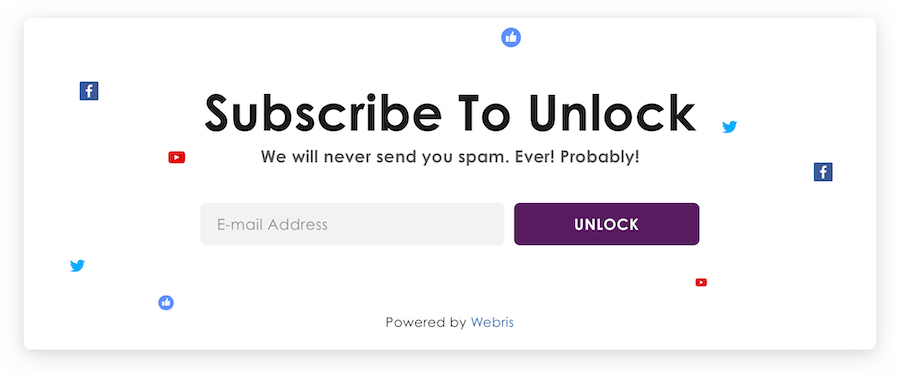 Subscribe To Unlock
We will never send you spam. Ever! Probably!
E-mail Address
UNLOCK
Powered by Webris